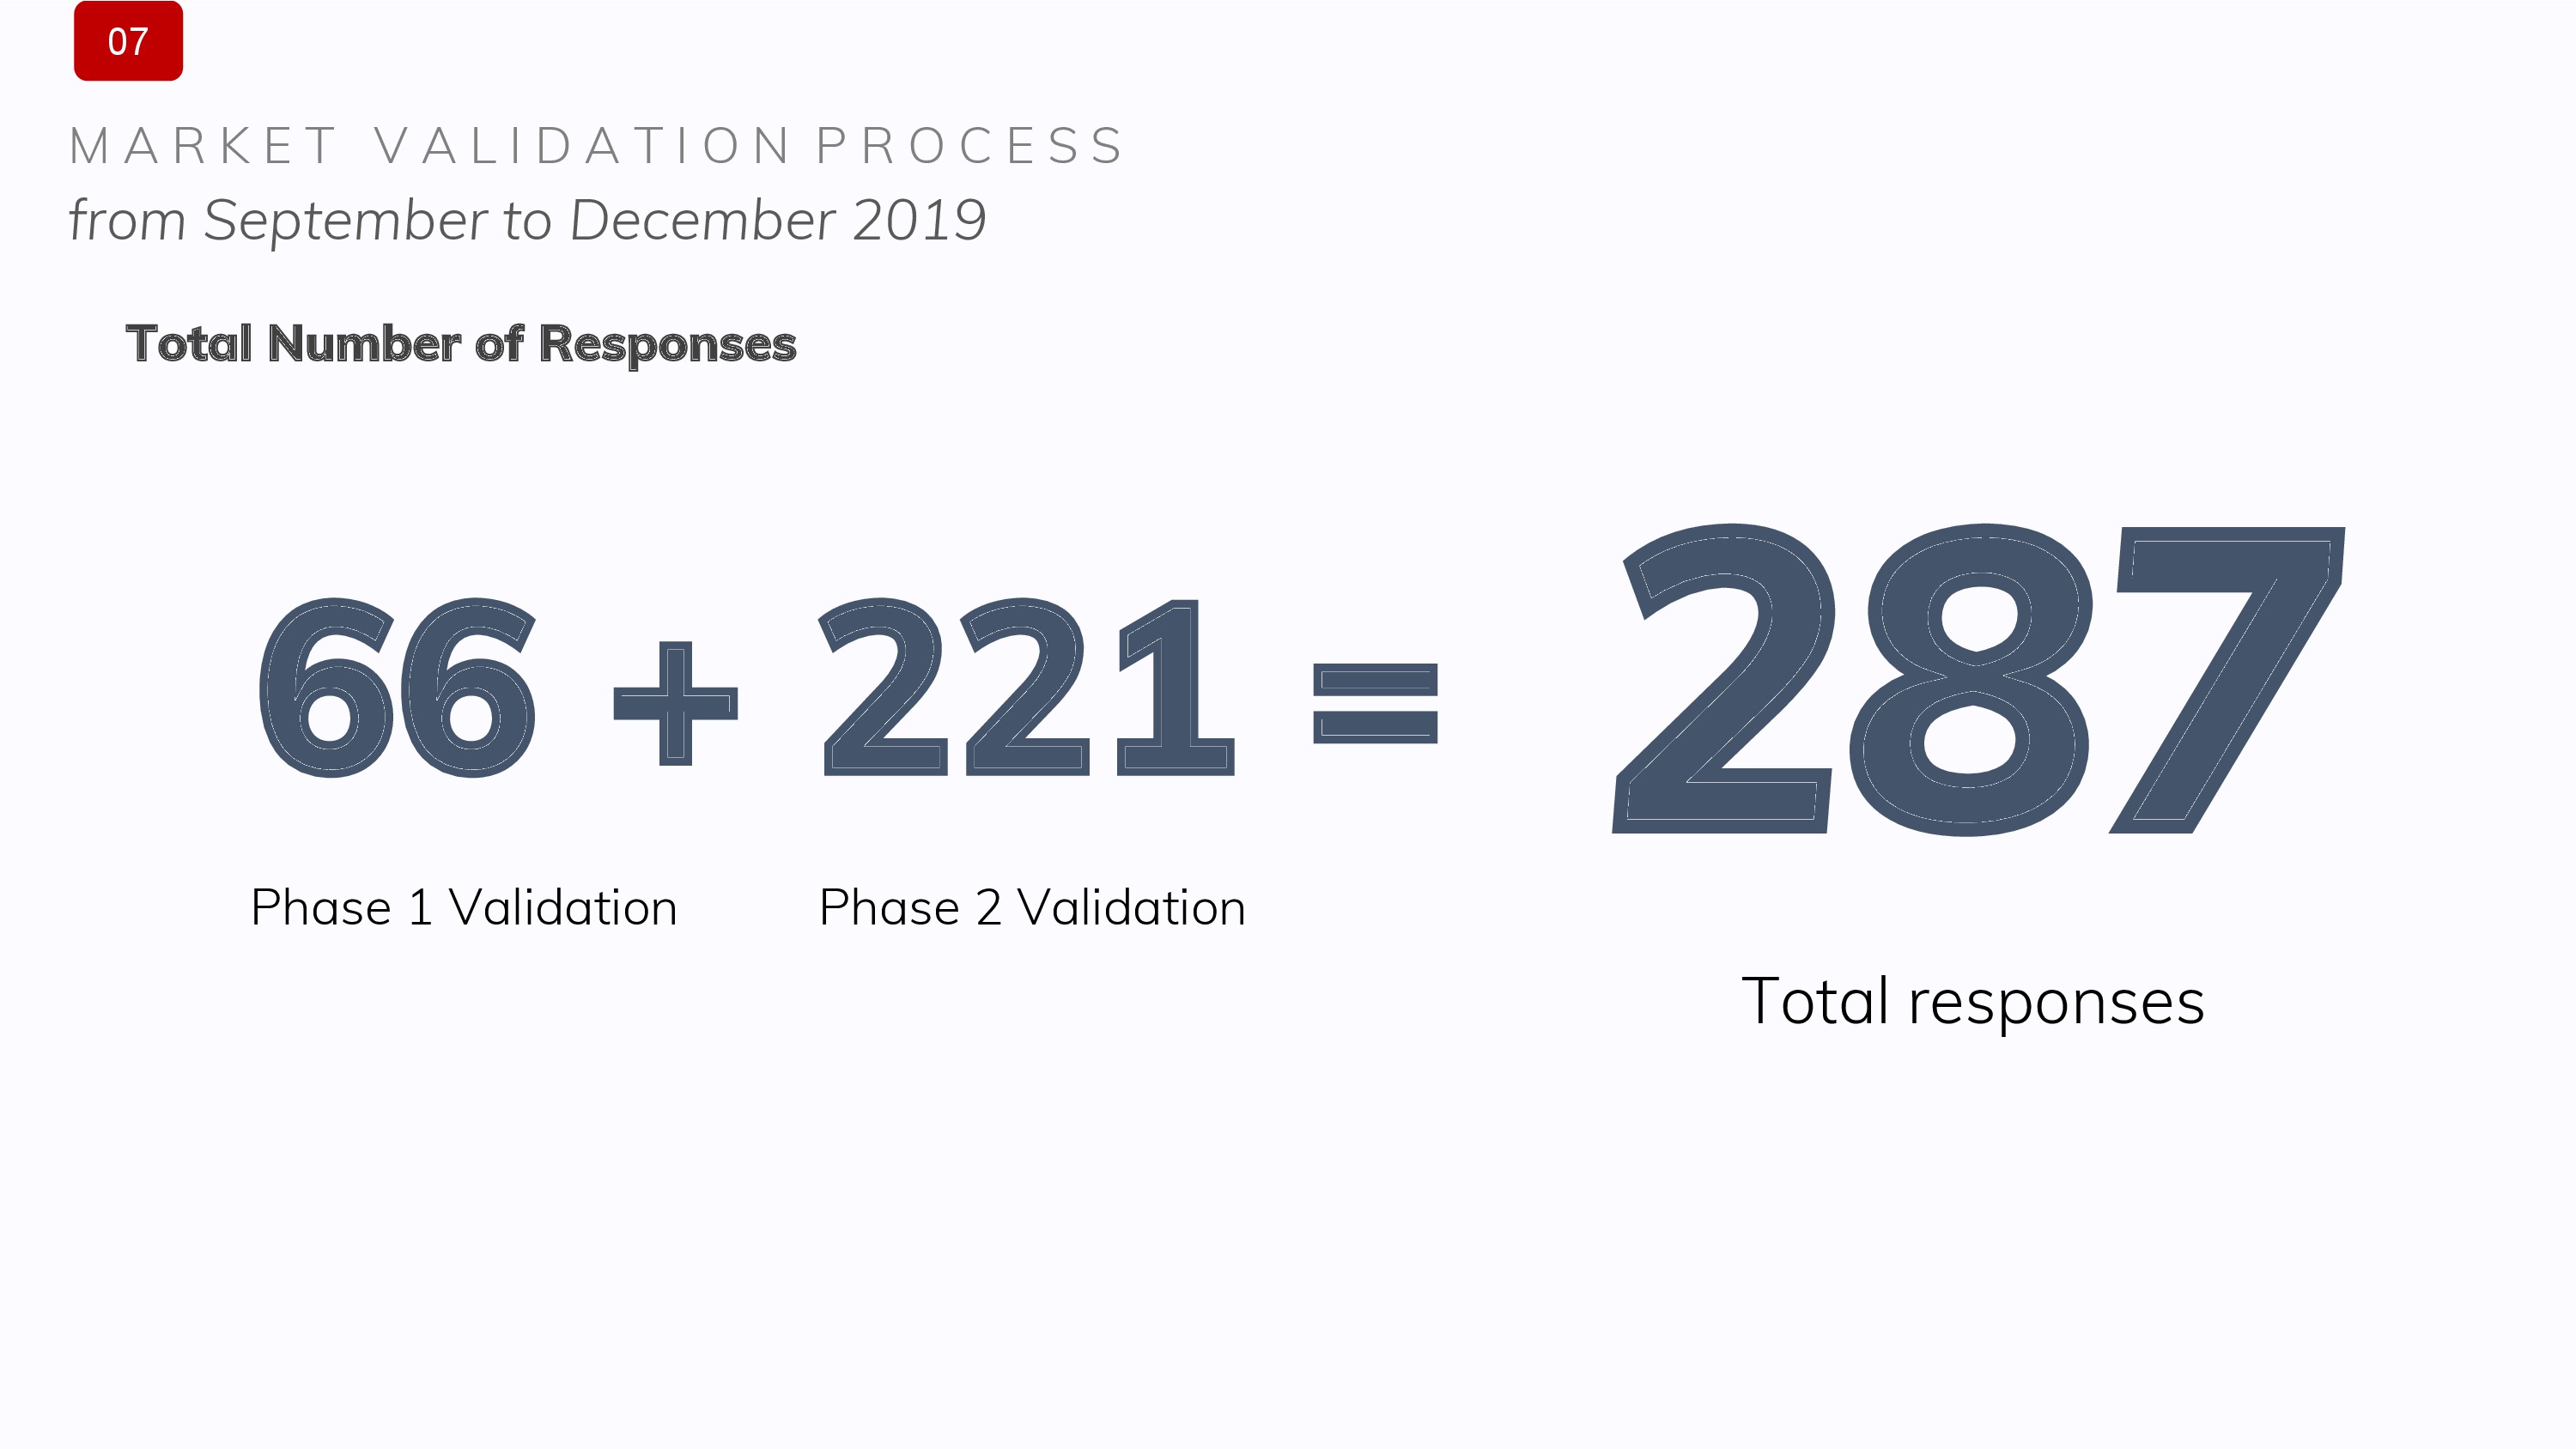 07
MARKET VALIDATION PROCESS
from September to December 2019
Total Number of Responses
66 + 221 = 287
Phase 1 Validation
Phase 2 Validation
Total responses